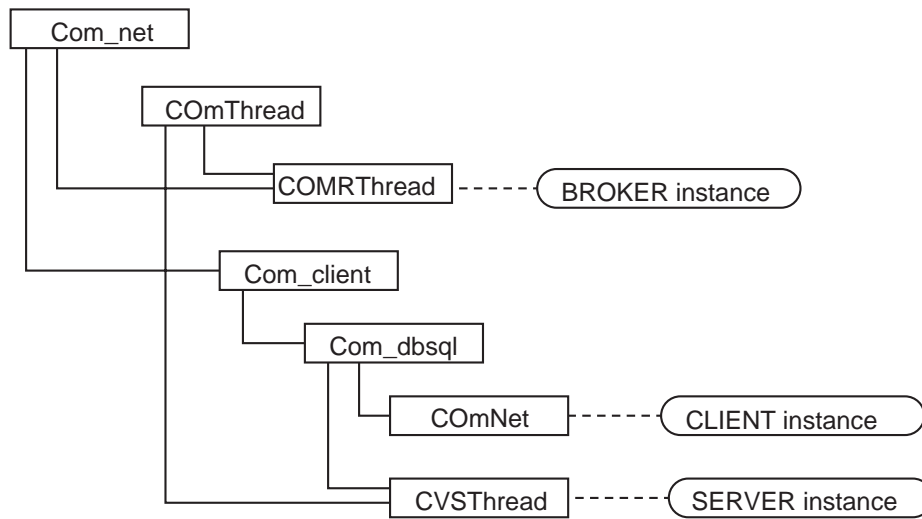 Com_net
COmThread
COMRThread
BROKER instance
Com_client
Com_dbsql
COmNet
CLIENT instance
CVSThread
SERVER instance